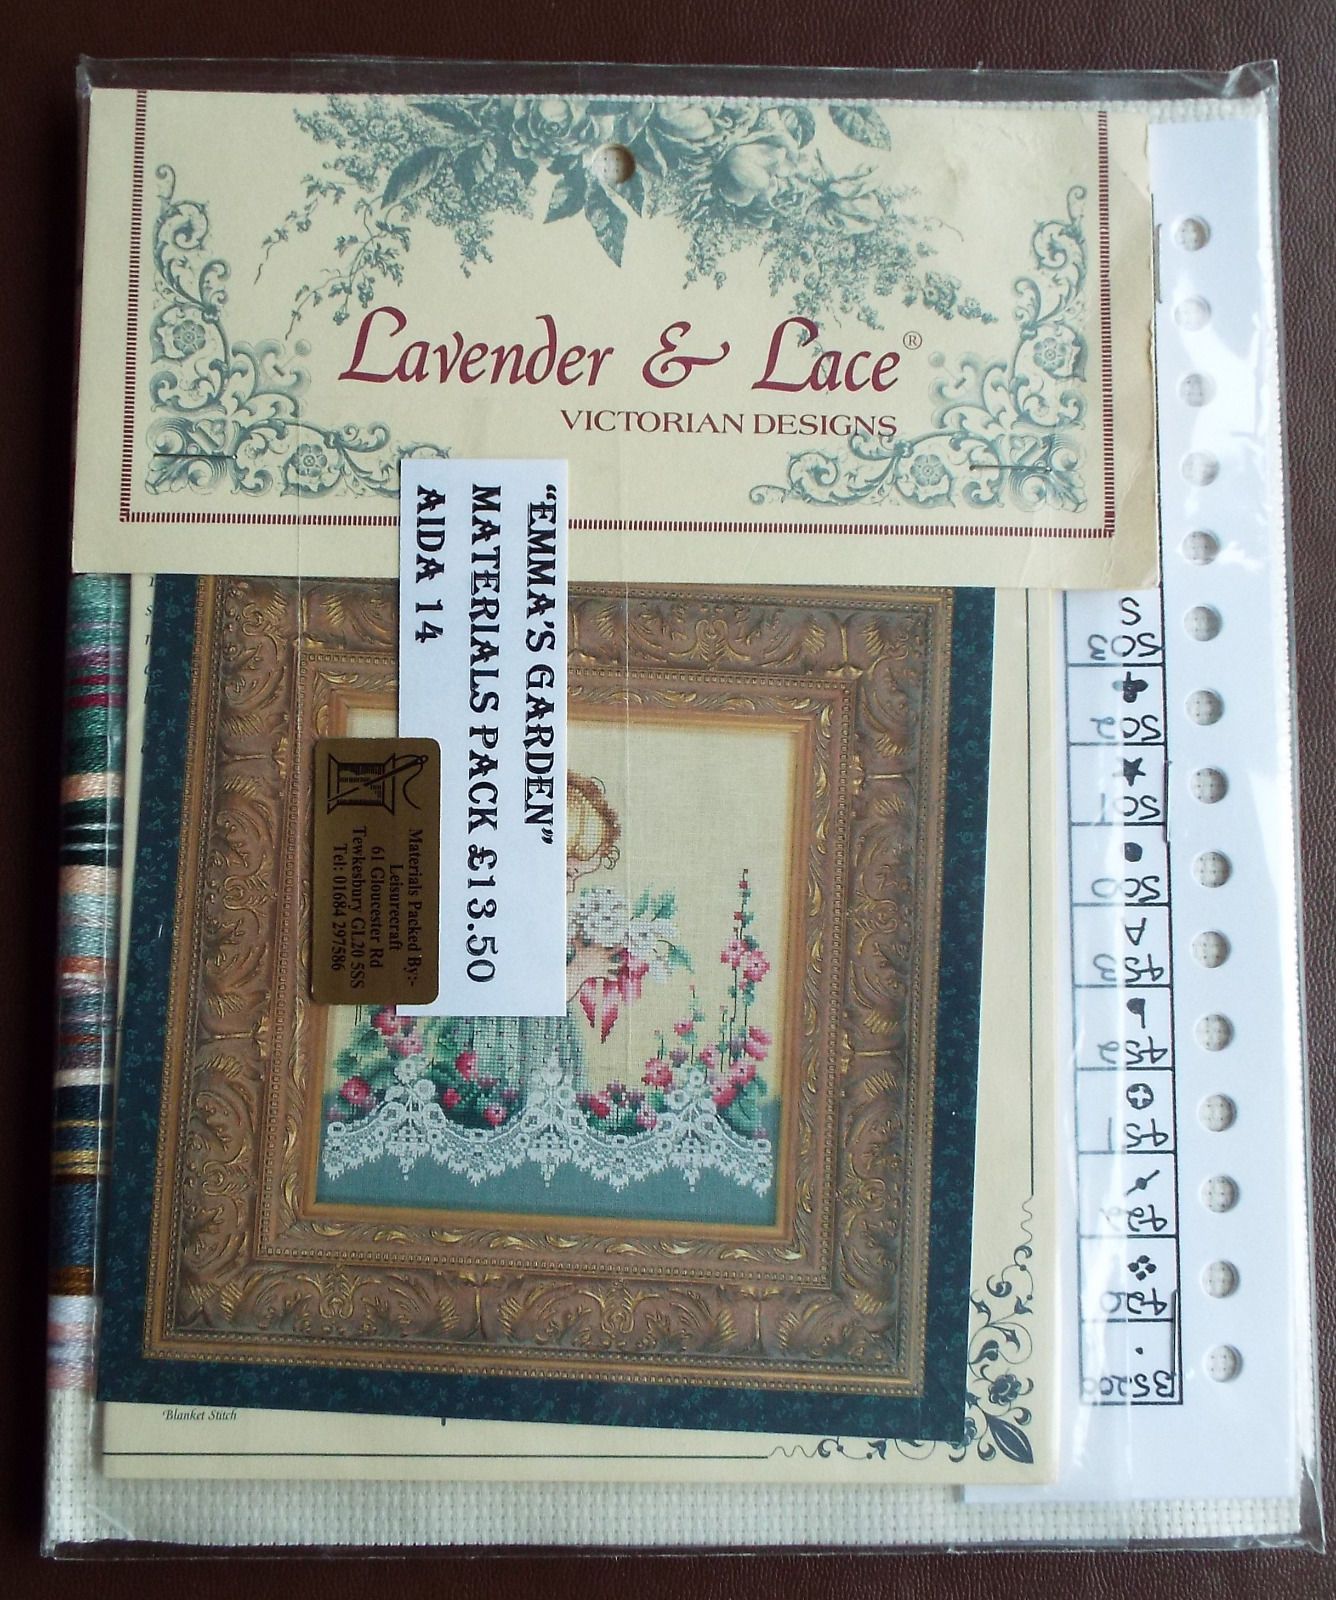 Lavender & Lace®
VICTORIAN DESIGNS
"EMMA'S GARDEN"
MATERIALS PACK £13.50
AIDA 14
Materials Packed By:-
Leisurecraft
61 Gloucester Rd
Tewkesbury GL20 5SS
Tel: 01684 297586
Blanket Stitch